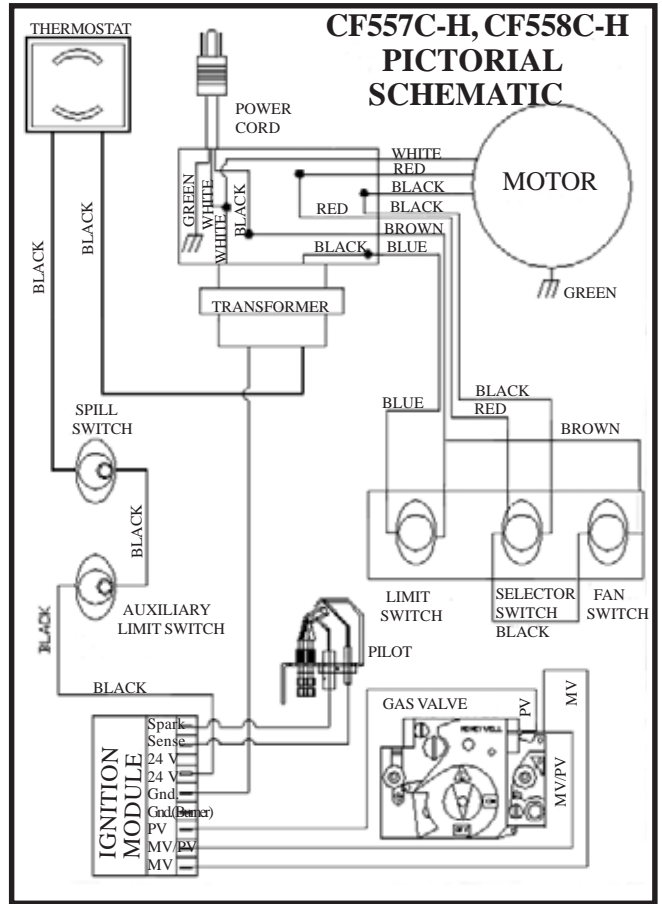 CF557C-H, CF558C-H
PICTORIAL
SCHEMATIC
THERMOSTAT
POWER
CORD
WHITE
RED
BLACK
MOTOR
GREEN
WHITE
BLACK
RED
BLACK
WHITE
BROWN
BLACK
BLUE
BLACK
BLACK
TRANSFORMER
GREEN
BLUE
BLACK
RED
BROWN
SPILL
SWITCH
BLACK
LIMIT
SWITCH
SELECTOR
SWITCH
FAN
SWITCH
BLACK
AUXILIARY
LIMIT SWITCH
BLACK
BLACK
PILOT
GAS VALVE
PV
MV
MV/PV
OFF
IGNITION
MODULE
Spark
Sense
24 V
24 V
Gnd.
Gnd(Burner)
PV
MV/PV
MV